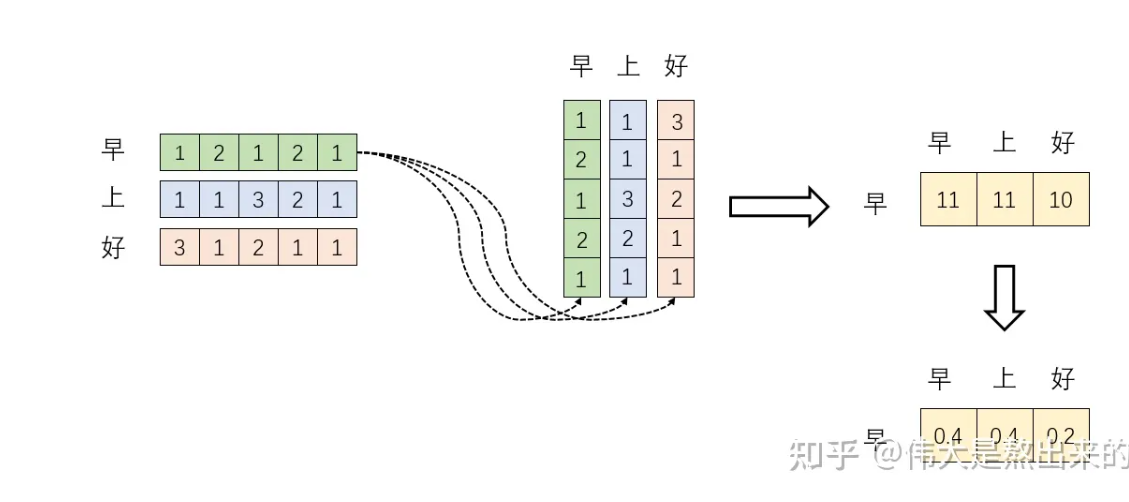 早 上 好
早 1 2 1 2 1
上 1 1 3 2 1
好 3 1 2 1 1
1 1 3
2 1 1
1 3 2
2 2 1
1 1 1
早 上 好
早 11 11 10
早 上 好
早 0.4 0.4 0.2
知乎 @伟大是熬出来的